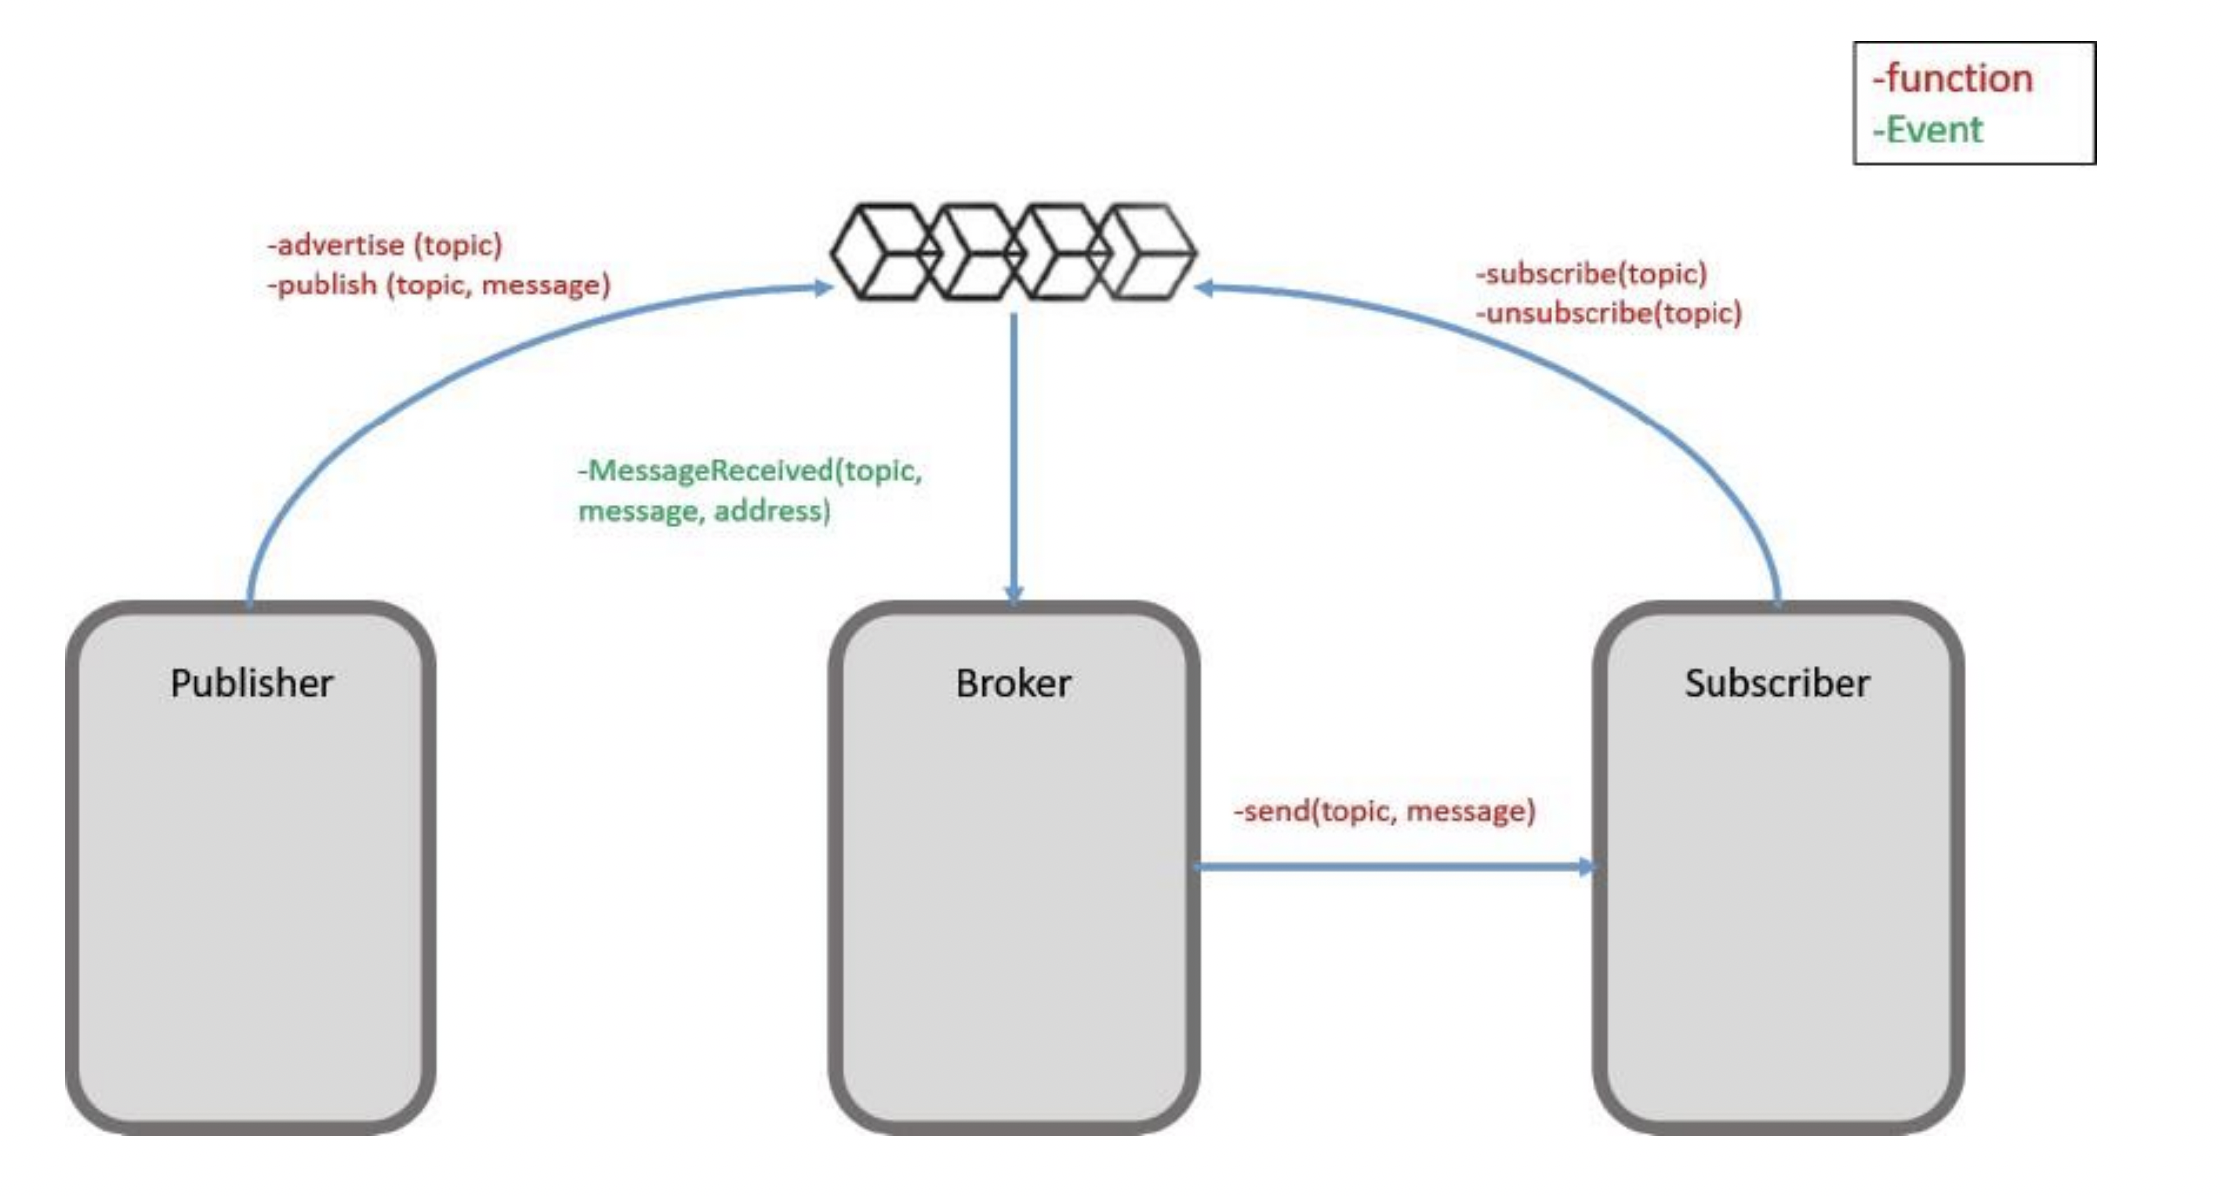 -function
-Event
-advertise (topic)
-publish (topic, message)
-subscribe(topic)
-unsubscribe(topic)
-MessageReceived(topic,
message, address)
Publisher
Broker
Subscriber
-send(topic, message)